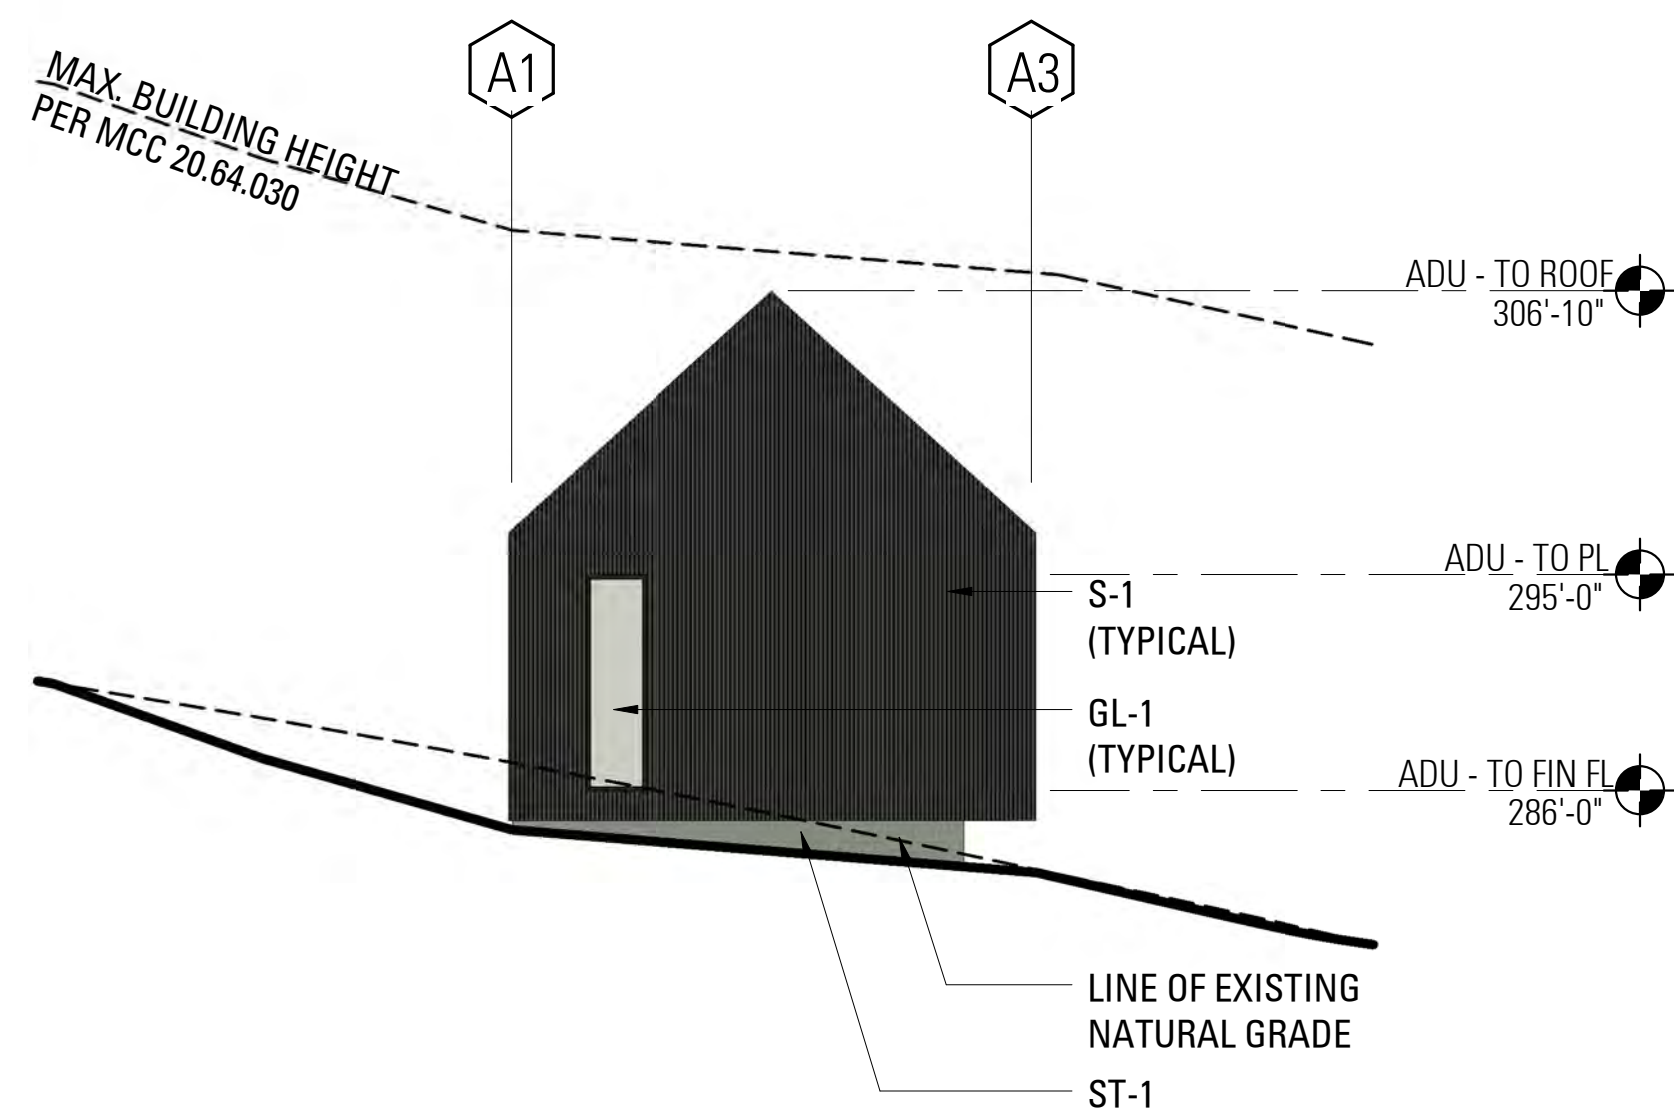 A1
A3
MAX. BUILDING HEIGHT
PER MCC 20.64.030
ADU - TO ROOF
306'-10"
ADU - TO PL
295'-0"
S-1
(TYPICAL)
GL-1
(TYPICAL)
ADU - TO FIN FL
286'-0"
LINE OF EXISTING
NATURAL GRADE
ST-1